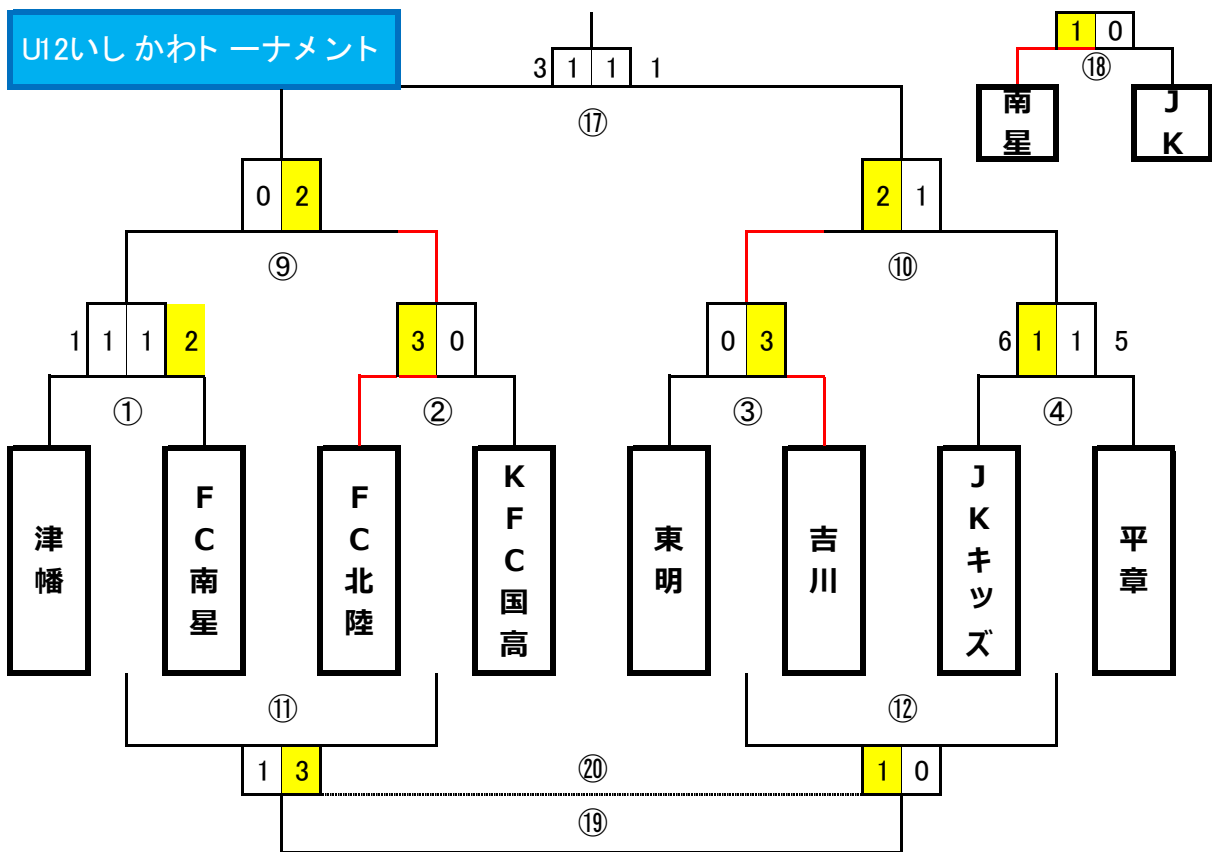 U12いしかわトーナメント
3 1 1 1
1 0
⑰
⑱
南星
JK
0 2
2 1
⑨
⑩
1 1 1 2
3 0
0 3
6 1 1 5
①
②
③
④
津幡
FC南星
FC北陸
KFC国高
東明
吉川
JKキッズ
平章
⑪
⑫
1 3
⑳
1 0
⑲